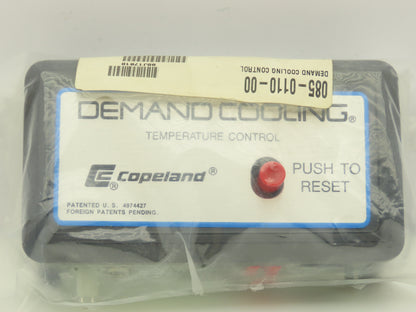 085-0110-00
DEMAND COOLING CONTROL
DEMAND COOLING®
TEMPERATURE CONTROL
Copeland®
®
PUSH TO
RESET
PATENTED U.S. 4974427
FOREIGN PATENTS PENDING.